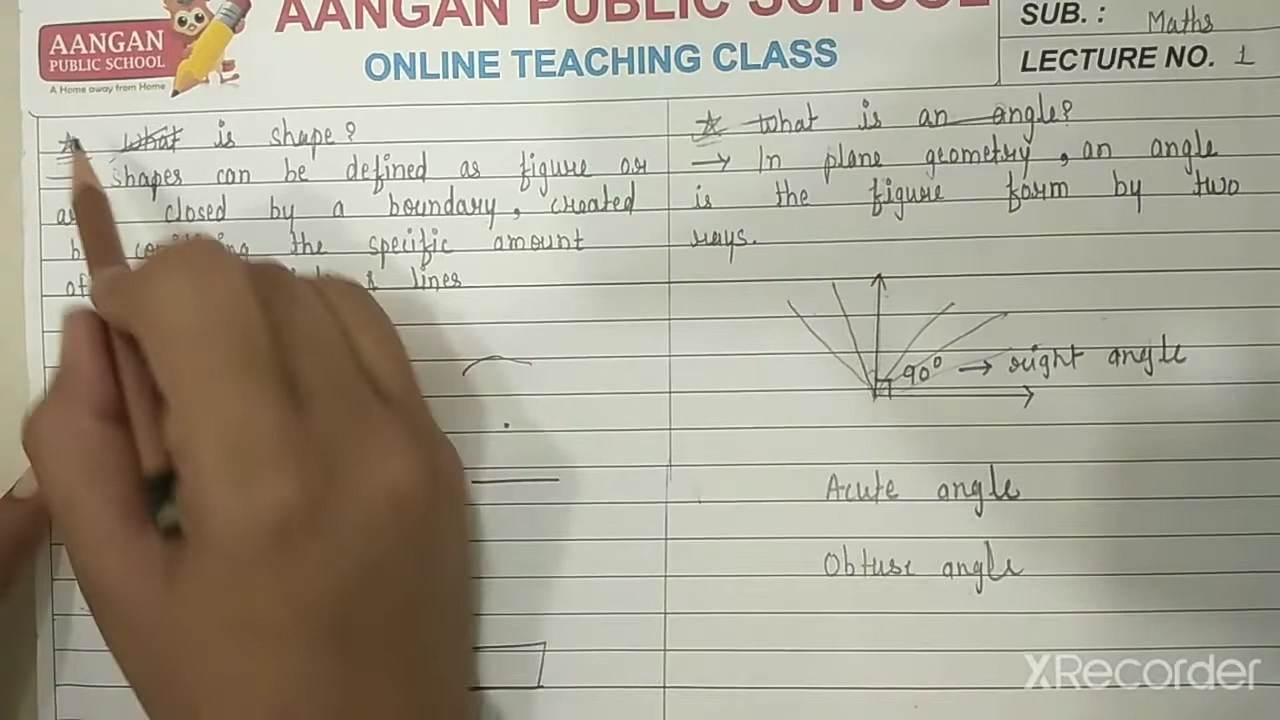 AANGAN PUBLIC SCHOOL
AANGAN
PUBLIC SCHOOL
A Home away from Home
ONLINE TEACHING CLASS
SUB. : Maths
LECTURE NO. 1
What is shape?
shapes can be defined as figure or
closed by a boundary, created
the specific amount
of lines
What is an angle?
→ In plane geometry, an angle
is the figure form by two
rays.
90° → right angle
Acute angle
Obtuse angle
XRecorder